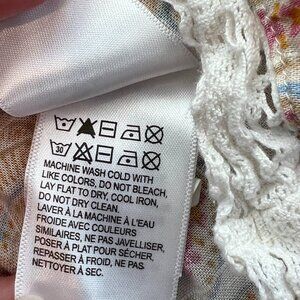 30
MACHINE WASH COLD WITH
LIKE COLORS, DO NOT BLEACH,
LAY FLAT TO DRY, COOL IRON,
DO NOT DRY CLEAN.
LAVER À LA MACHINE À L'EAU
FROIDE AVEC COULEURS
SIMILAIRES, NE PAS JAVELLISER,
POSER À PLAT POUR SÉCHER,
REPASSER À FROID, NE PAS
NETTOYER À SEC.